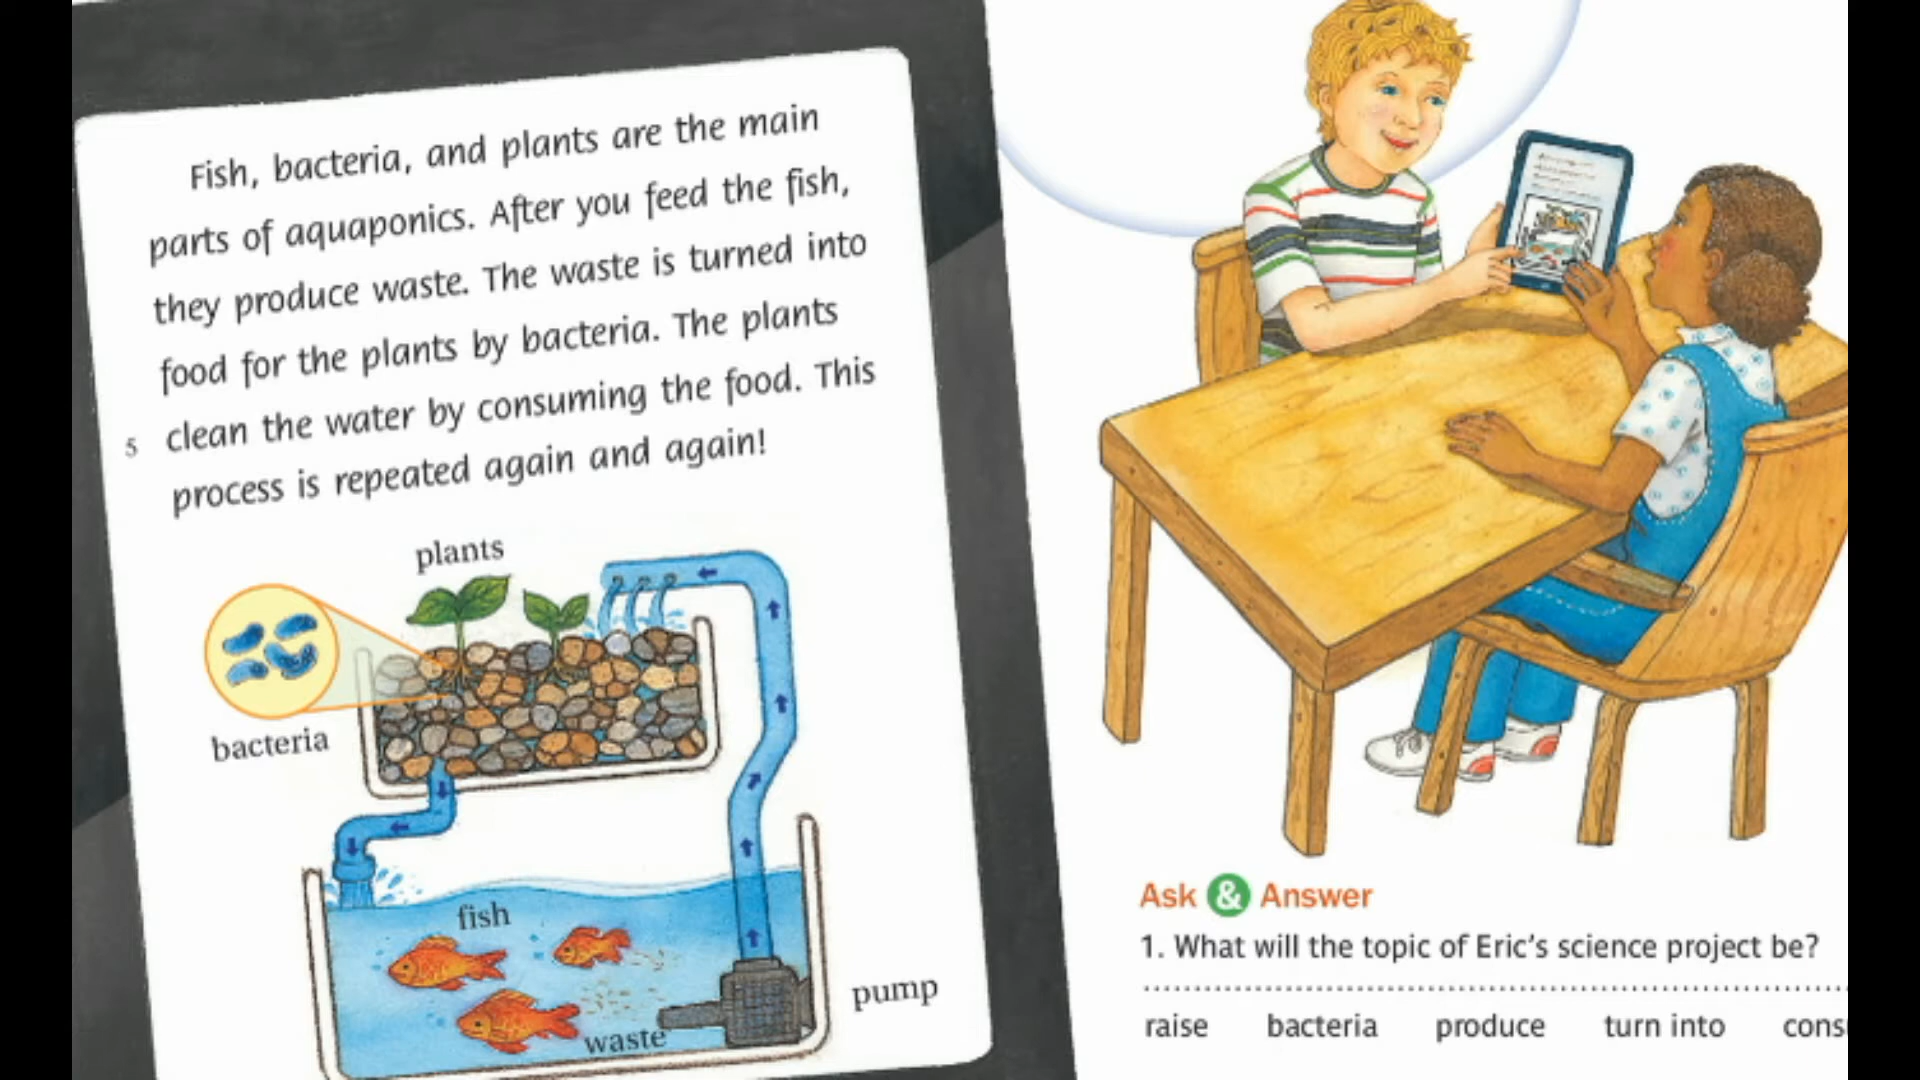 Fish, bacteria, and plants are the main
parts of aquaponics. After you feed the fish,
they produce waste. The waste is turned into
food for the plants by bacteria. The plants
5 clean the water by consuming the food. This
process is repeated again and again!
plants
bacteria
fish
waste
pump
Ask & Answer
1. What will the topic of Eric's science project be?
raise bacteria produce turn into cons